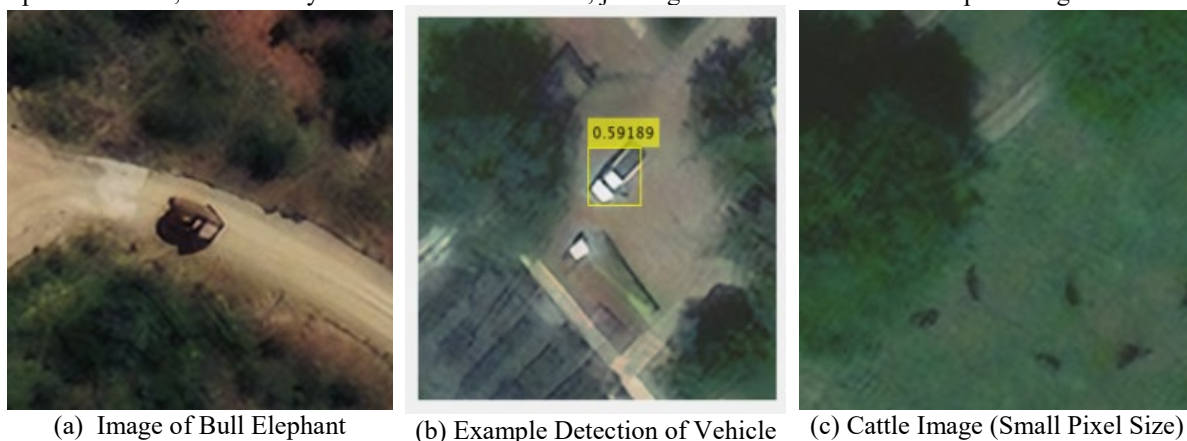 0.59189
(a) Image of Bull Elephant
(b) Example Detection of Vehicle
(c) Cattle Image (Small Pixel Size)